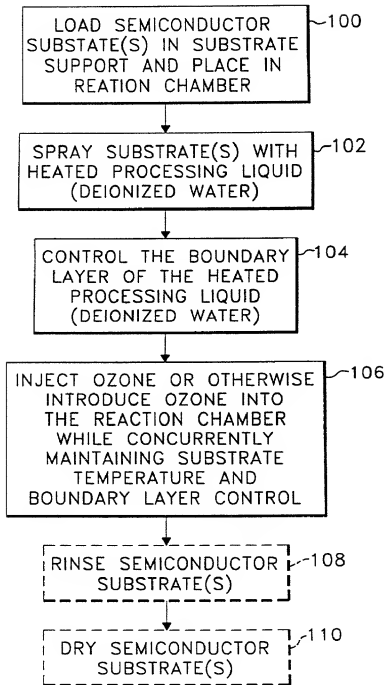 LOAD SEMICONDUCTOR
SUBSTATE(S) IN SUBSTRATE
SUPPORT AND PLACE IN
REATION CHAMBER
100
SPRAY SUBSTRATE(S) WITH
HEATED PROCESSING LIQUID
(DEIONIZED WATER)
102
CONTROL THE BOUNDARY
LAYER OF THE HEATED
PROCESSING LIQUID
(DEIONIZED WATER)
104
INJECT OZONE OR OTHERWISE
INTRODUCE OZONE INTO
THE REACTION CHAMBER
WHILE CONCURRENTLY
MAINTAINING SUBSTRATE
TEMPERATURE AND
BOUNDARY LAYER CONTROL
106
RINSE SEMICONDUCTOR
SUBSTRATE(S)
108
DRY SEMICONDUCTOR
SUBSTRATE(S)
110